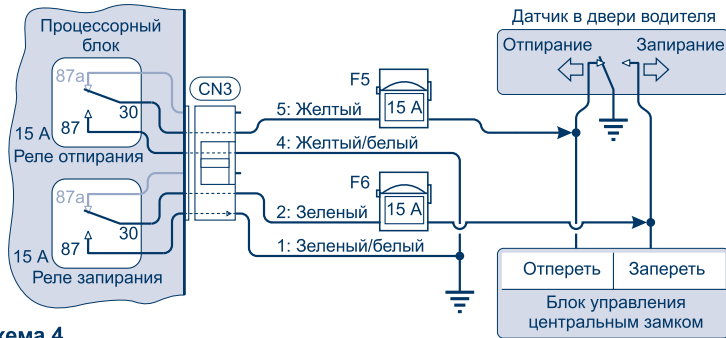 Процессорный
блок
87a
30
87
15 А
Реле отпирания
87a
30
87
15 А
Реле запирания
CN3
5: Желтый
4: Желтый/белый
2: Зеленый
1: Зеленый/белый
F5
15 А
F6
15 А
Датчик в двери водителя
Отпирание
Запирание
Отпереть
Запереть
Блок управления
центральным замком